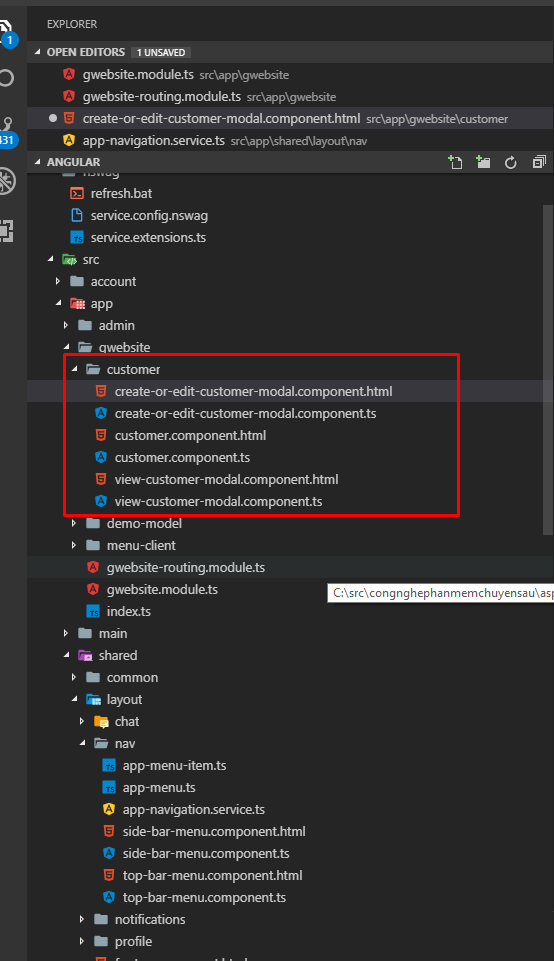 EXPLORER
1
OPEN EDITORS 1 UNSAVED
gwebsite.module.ts src\app\gwebsite
gwebsite-routing.module.ts src\app\gwebsite
create-or-edit-customer-modal.component.html src\app\gwebsite\customer
431
app-navigation.service.ts src\app\shared\layout\nav
ANGULAR
nswag
refresh.bat
service.config.nswag
TS service.extensions.ts
src
account
app
admin
gwebsite
customer
create-or-edit-customer-modal.component.html
create-or-edit-customer-modal.component.ts
customer.component.html
customer.component.ts
view-customer-modal.component.html
view-customer-modal.component.ts
demo-model
menu-client
gwebsite-routing.module.ts
gwebsite.module.ts
C:\src\congnghephanmemchuyensau\asp
TS index.ts
main
shared
common
layout
chat
nav
TS app-menu-item.ts
TS app-menu.ts
app-navigation.service.ts
side-bar-menu.component.html
side-bar-menu.component.ts
top-bar-menu.component.html
top-bar-menu.component.ts
notifications
profile